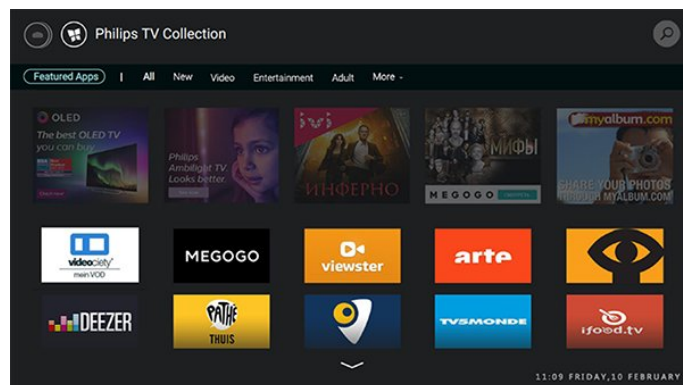 Philips TV Collection
Featured Apps | All New Video Entertainment Adult More
OLED
The best OLED TV
you can buy
Philips
Ambilight TV.
Looks better.
ivi
ИНФЕРНО
МИФЫ
MEGOGO
myalbum.com
SHARE YOUR PHOTOS
THROUGH MYALBUM.COM
videociety
mein VOD
MEGOGO
viewster
arte
DEEZER
PATHÉ
THUIS
TV5MONDE
ifood.tv
11:09 FRIDAY,10 FEBRUARY